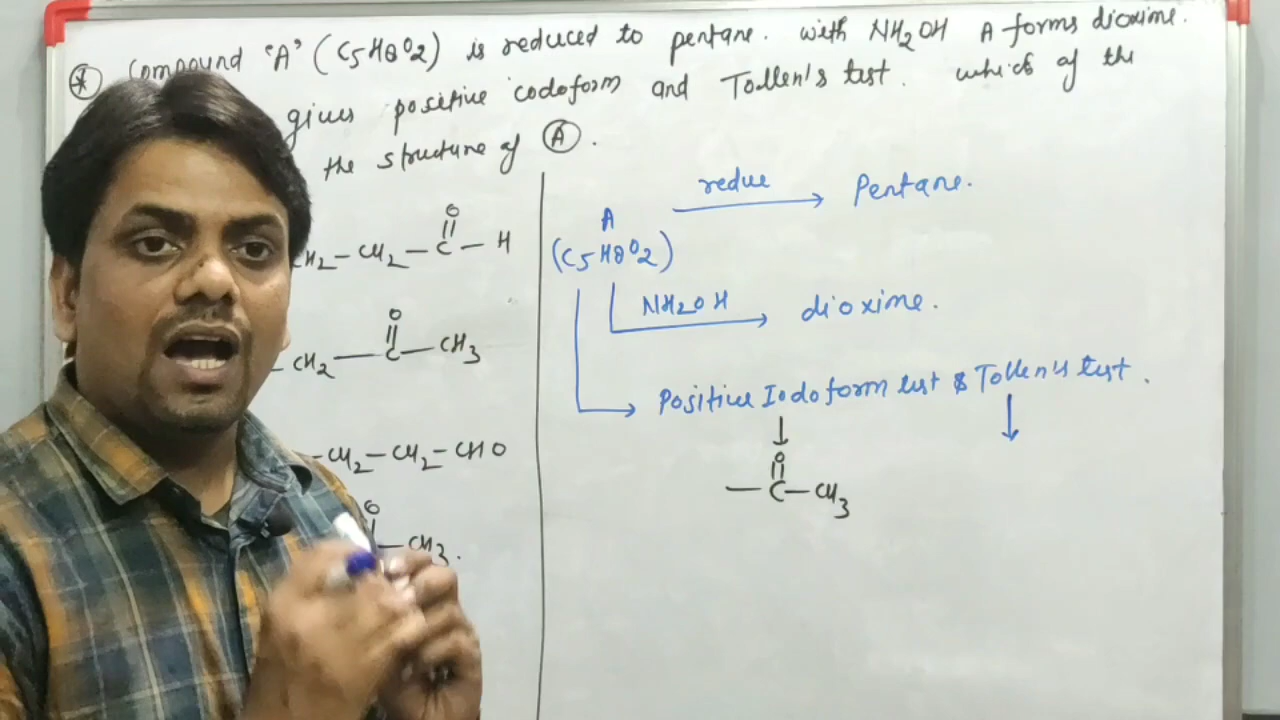 * Compound 'A' (C5H8O2) is reduced to pentane. with NH2OH A forms dioxime.
gives positive iodoform and Tollen's test. which of the
the structure of A.
CH2-CH2-C-H
O
CH2-C-CH3
O
-CH2-CH2-CHO
O
-CH3.
A
(C5H8O2)
redue
Pentane.
NH2OH
dioxime.
Positive Iodoform test & Tollen's test.
O
-C-CH3